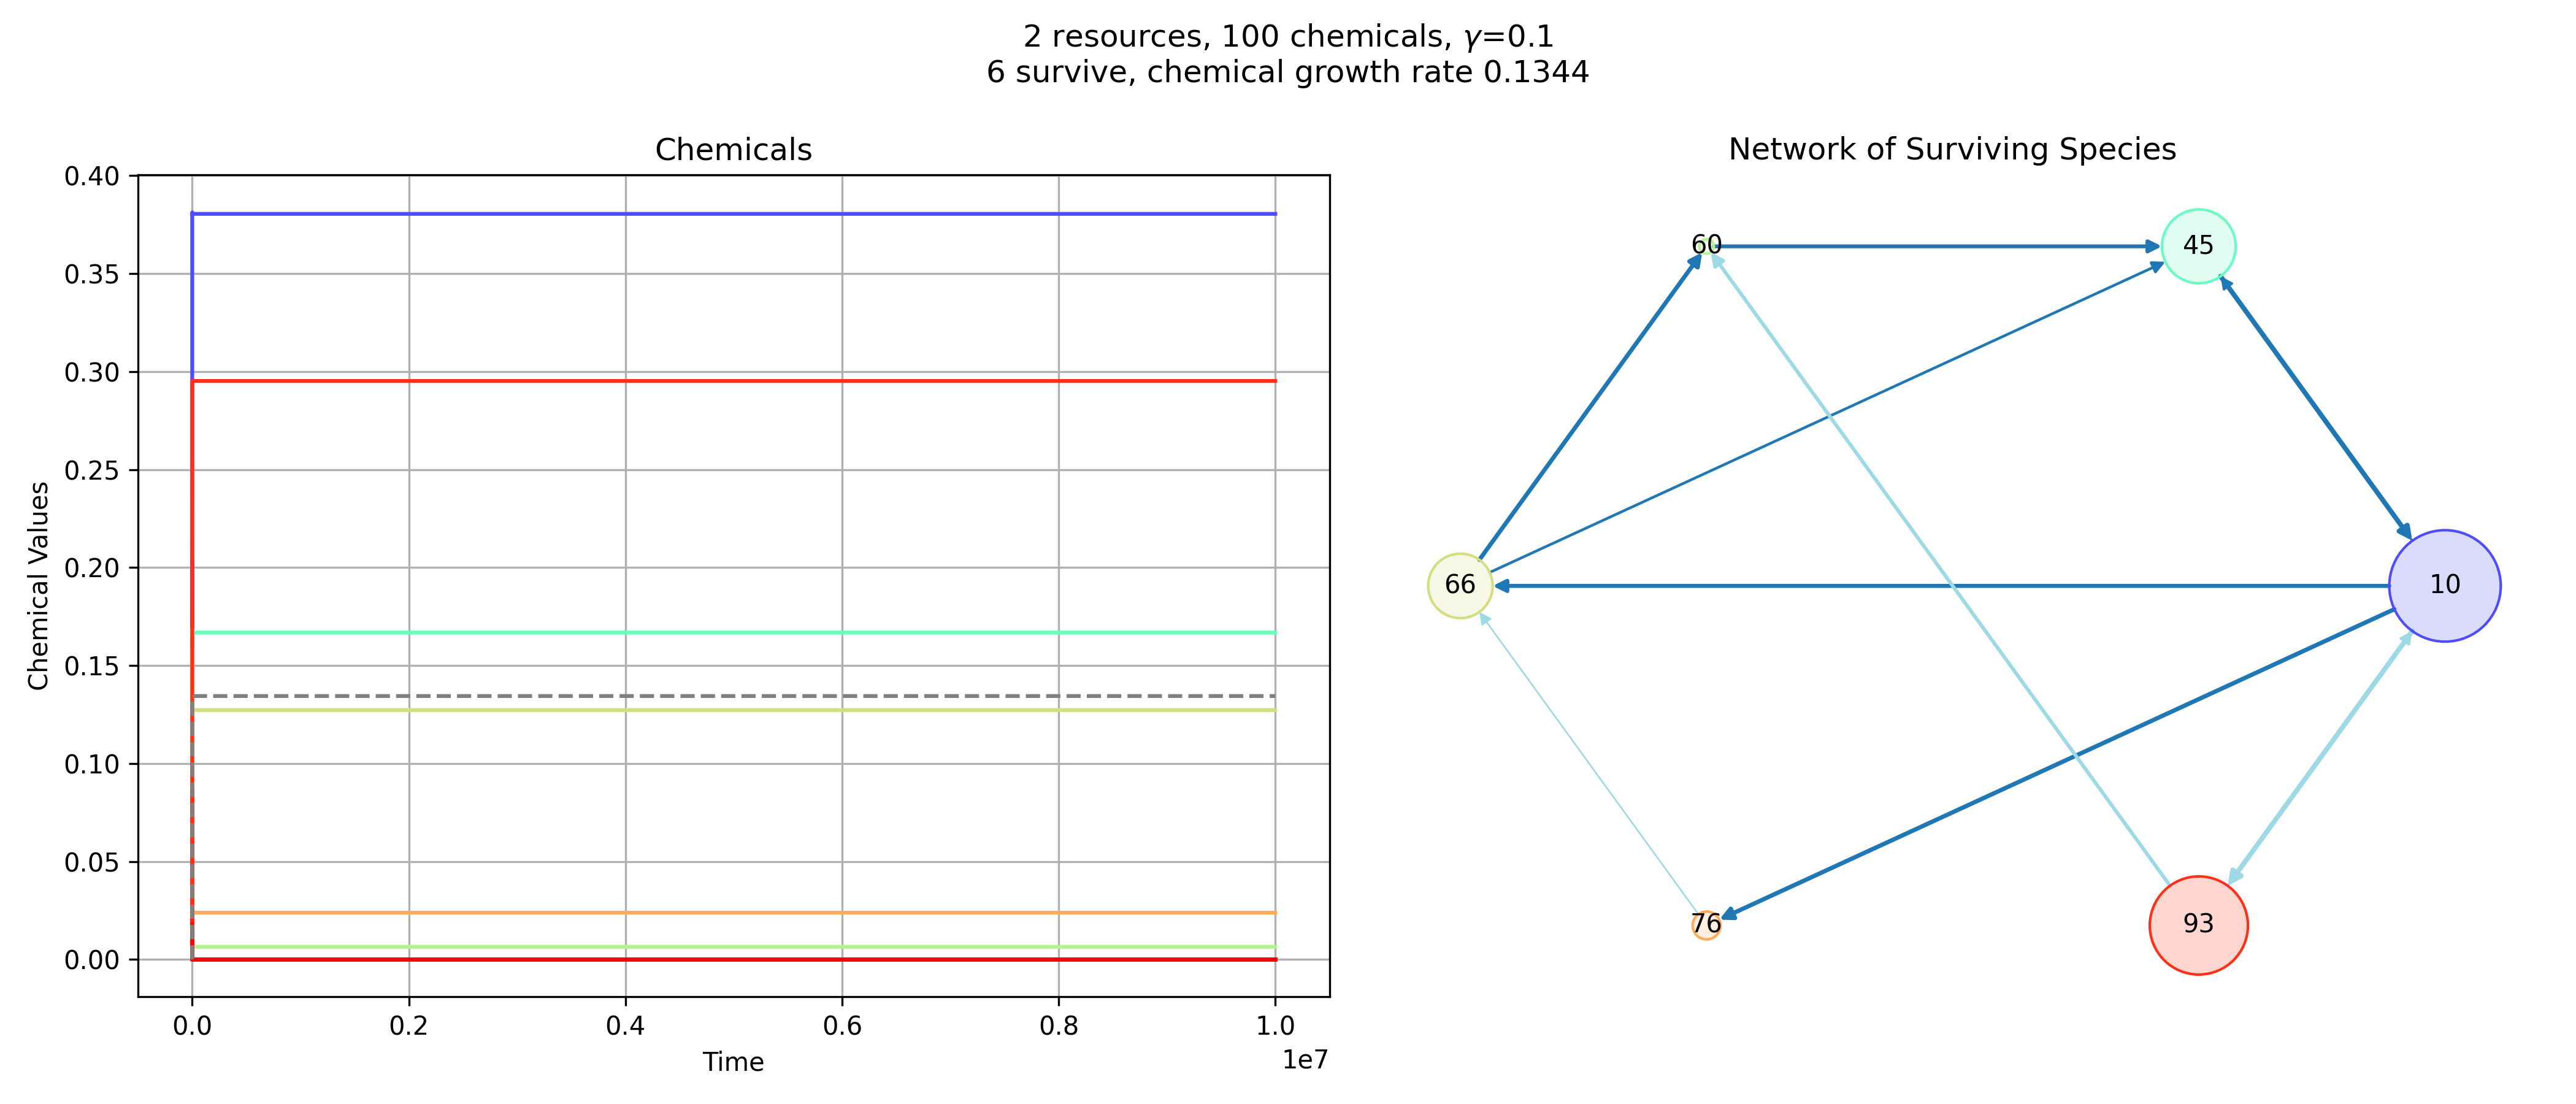 2 resources, 100 chemicals, γ=0.1
6 survive, chemical growth rate 0.1344
Chemicals
0.40
0.35
0.30
0.25
0.20
0.15
0.10
0.05
0.00
Chemical Values
0.0 0.2 0.4 0.6 0.8 1.0
1e7
Time
Network of Surviving Species
60
45
66
10
76
93